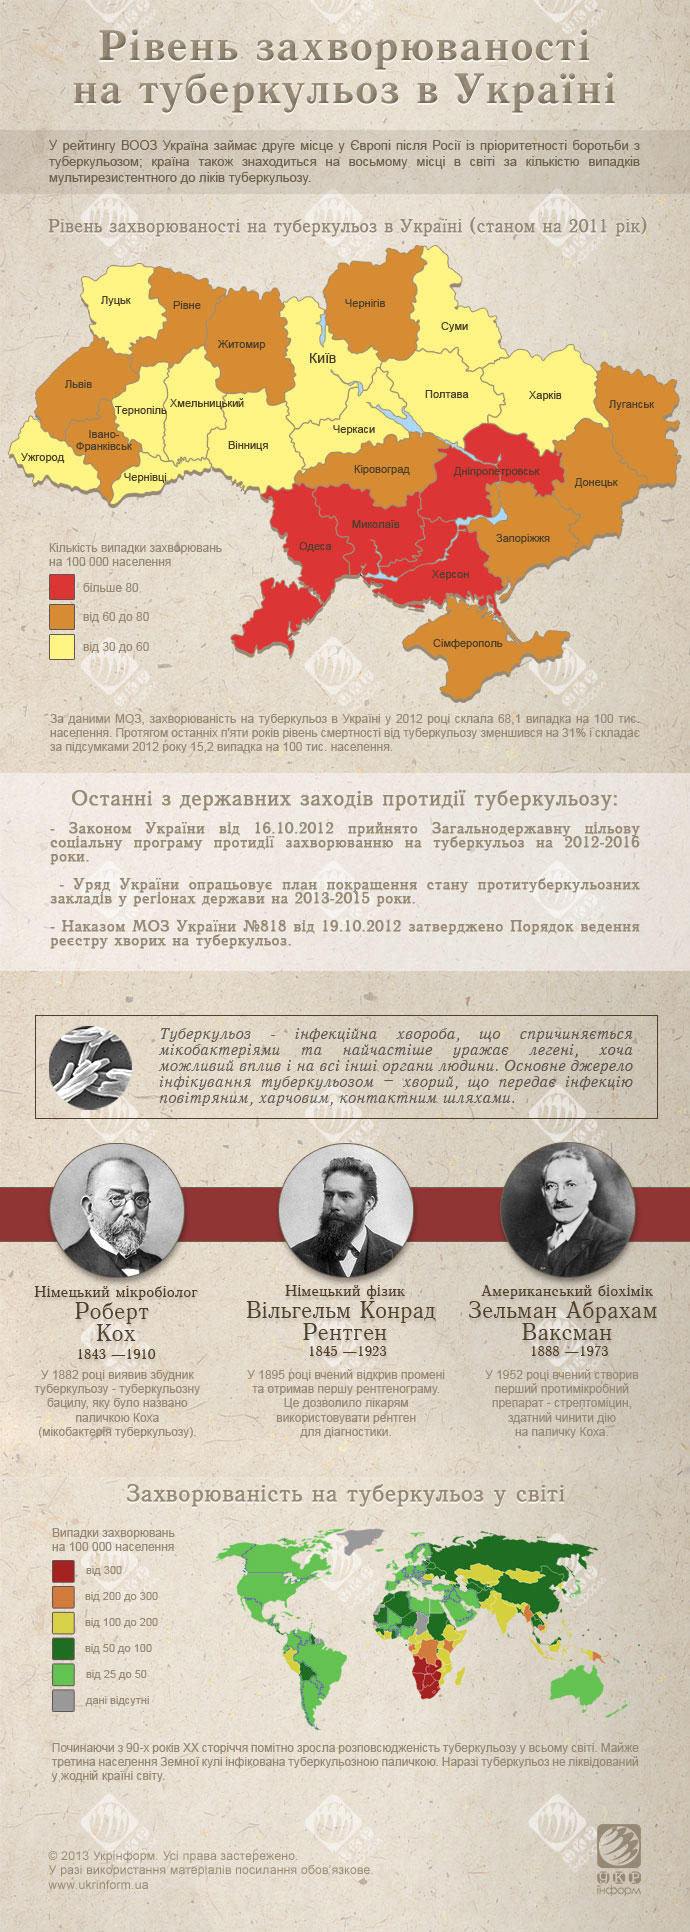 Рівень захворюваності
на туберкульоз в Україні
У рейтингу ВООЗ Україна займає друге місце у Європі після Росії із пріоритетності боротьби з
туберкульозом; країна також знаходиться на восьмому місці в світі за кількістю випадків
мультирезистентного до ліків туберкульозу.
Рівень захворюваності на туберкульоз в Україні (станом на 2011 рік)
Луцьк
Рівне
Житомир
Київ
Чернігів
Суми
Львів
Тернопіль
Хмельницький
Вінниця
Черкаси
Полтава
Харків
Луганськ
Івано-
Франківськ
Ужгород
Чернівці
Кіровоград
Дніпропетровськ
Донецьк
Миколаїв
Одеса
Запоріжжя
Херсон
Сімферополь
Кількість випадки захворювань
на 100 000 населення
більше 80
від 60 до 80
від 30 до 60
За даними МОЗ, захворюваність на туберкульоз в Україні у 2012 році склала 68,1 випадка на 100 тис.
населення. Протягом останніх п'яти років рівень смертності від туберкульозу зменшився на 31% і складає
за підсумками 2012 року 15,2 випадка на 100 тис. населення.
Останні з державних заходів протидії туберкульозу:
- Законом України від 16.10.2012 прийнято Загальнодержавну цільову
соціальну програму протидії захворюванню на туберкульоз на 2012-2016
роки.
- Уряд України опрацьовує план покращення стану протитуберкульозних
закладів у регіонах держави на 2013-2015 роки.
- Наказом МОЗ України №818 від 19.10.2012 затверджено Порядок ведення
реєстру хворих на туберкульоз.
Туберкульоз - інфекційна хвороба, що спричиняється
мікобактеріями та найчастіше уражає легені, хоча
можливий вплив і на всі інші органи людини. Основне джерело
інфікування туберкульозом – хворий, що передає інфекцію
повітряним, харчовим, контактним шляхами.
Німецький мікробіолог
Роберт
Кох
1843 —1910
У 1882 році виявив збудник
туберкульозу - туберкульозну
бацилу, яку було названо
паличкою Коха
(мікобактерія туберкульозу).
Німецький фізик
Вільгельм Конрад
Рентген
1845 —1923
У 1895 році вчений відкрив промені
та отримав першу рентгенограму.
Це дозволило лікарям
використовувати рентген
для діагностики.
Американський біохімік
Зельман Абрахам
Ваксман
1888 —1973
У 1952 році вчений створив
перший протимікробний
препарат - стрептоміцин,
здатний чинити дію
на паличку Коха.
Захворюваність на туберкульоз у світі
Випадки захворювань
на 100 000 населення
від 300
від 200 до 300
від 100 до 200
від 50 до 100
від 25 до 50
дані відсутні
Починаючи з 90-х років ХХ сторіччя помітно зросла розповсюдженість туберкульозу у всьому світі. Майже
третина населення Земної кулі інфікована туберкульозною паличкою. Наразі туберкульоз не ліквідований
у жодній країні світу.
© 2013 Укрінформ. Усі права застережено.
У разі використання матеріалів посилання обов'язкове.
www.ukrinform.ua
УКР
інформ